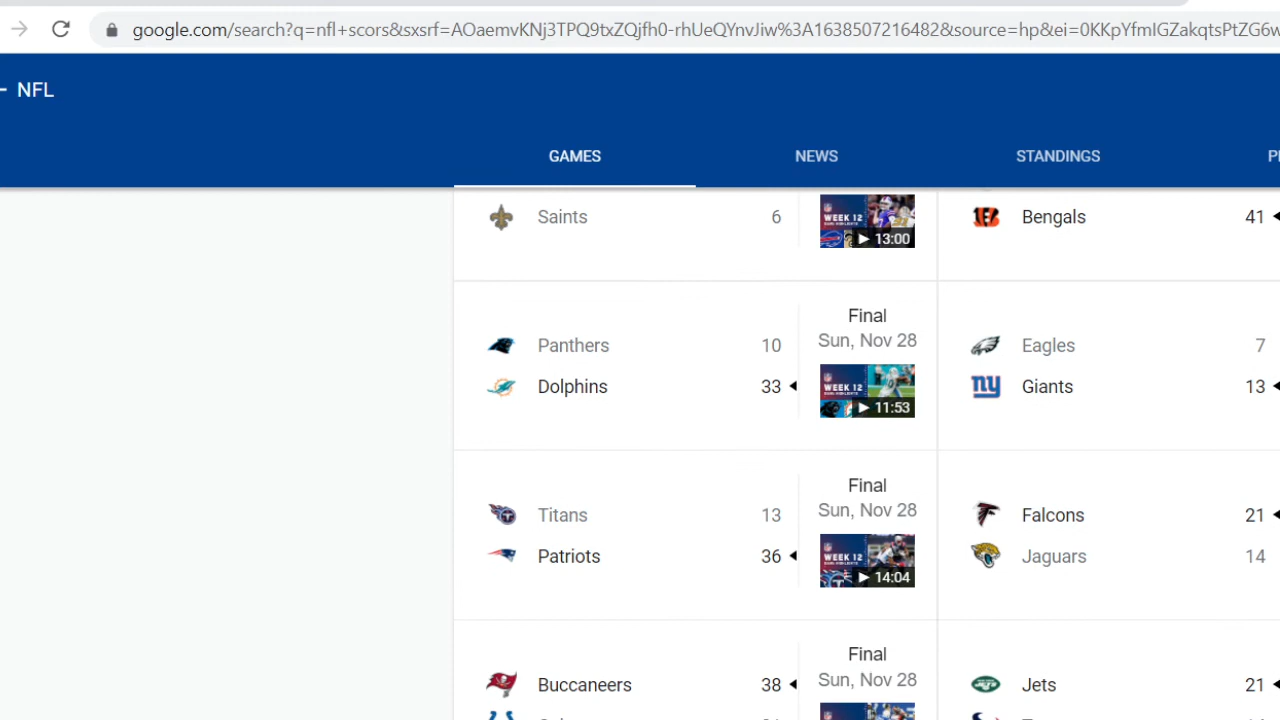 google.com/search?q=nfl+scors&sxsrf=AOaemvKNj3TPQ9txZQjfh0-rhUeQYnvJiw%3A1638507216482&source=hp&ei=0KKpYfmIGZakqtsPtZG6w
NFL
GAMES NEWS STANDINGS
Saints 6
WEEK 12
13:00
Bengals 41
Final
Sun, Nov 28
Panthers 10
Dolphins 33
WEEK 12
11:53
Eagles 7
Giants 13
Final
Sun, Nov 28
Titans 13
Patriots 36
WEEK 12
14:04
Falcons 21
Jaguars 14
Final
Sun, Nov 28
Buccaneers 38
Jets 21